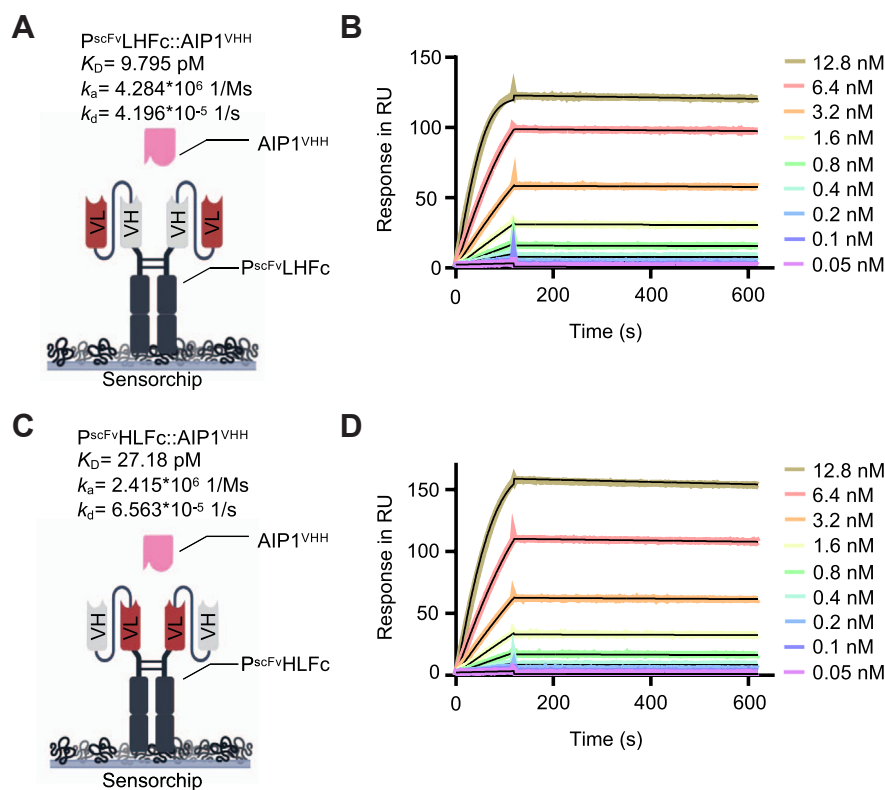 A
PscFvLHFc::AIP1VHH
KD= 9.795 pM
ka= 4.284*10⁶ 1/Ms
kd= 4.196*10⁻⁵ 1/s
AIP1VHH
VL
VH
VH
VL
PscFvLHFc
Sensorchip
B
Response in RU
150
100
50
0
0 200 400 600
Time (s)
12.8 nM
6.4 nM
3.2 nM
1.6 nM
0.8 nM
0.4 nM
0.2 nM
0.1 nM
0.05 nM
C
PscFvHLFc::AIP1VHH
KD= 27.18 pM
ka= 2.415*10⁶ 1/Ms
kd= 6.563*10⁻⁵ 1/s
AIP1VHH
VH
VL
VL
VH
PscFvHLFc
Sensorchip
D
Response in RU
150
100
50
0
0 200 400 600
Time (s)
12.8 nM
6.4 nM
3.2 nM
1.6 nM
0.8 nM
0.4 nM
0.2 nM
0.1 nM
0.05 nM